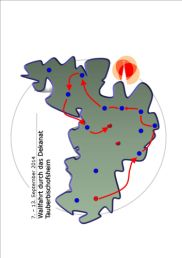 7. – 13. September 2014
Wallfahrt durch das Dekanat
Tauberbischofsheim